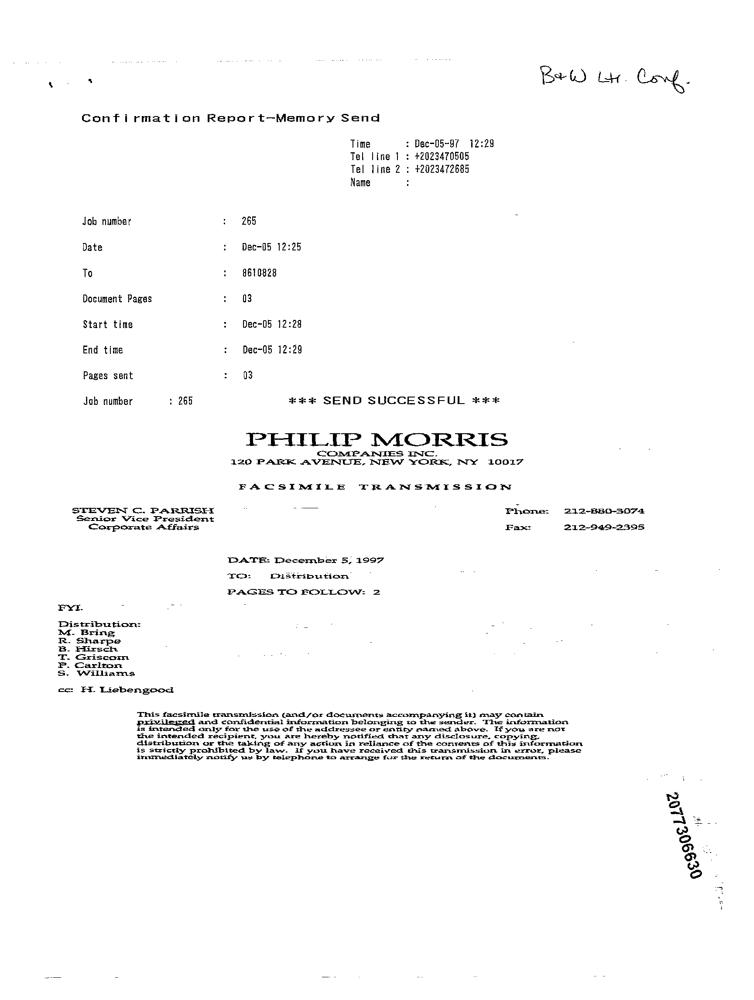 B+W Ltr. Conf.
Confirmation Report-Memory Send
Time : Dec-05-97 12:29
Tel line 1 : +2023470505
Tel line 2 : +2023472685
Name :
Job number : 265
Date : Dec-05 12:25
To : 8610828
Document Pages : 03
Start time : Dec-05 12:28
End time : Dec-05 12:29
Pages sent : 03
Job number : 265 *** SEND SUCCESSFUL ***
PHILIP MORRIS
COMPANIES INC.
120 PARK AVENUE, NEW YORK, NY 10017
FACSIMILE TRANSMISSION
STEVEN C. PARRISH
Senior Vice President
Corporate Affairs
Phone: 212-880-3074
Fax: 212-949-2395
DATE: December 5, 1997
TO: Distribution
PAGES TO FOLLOW: 2
FYI.
Distribution:
M. Bring
R. Sharpe
B. Hirsch
T. Griscom
P. Carlton
S. Williams
cc: H. Liebengood
This facsimile transmission (and/or documents accompanying it) may contain
privileged and confidential information belonging to the sender. The information
is intended only for the use of the addressee or entity named above. If you are not
the intended recipient, you are hereby notified that any disclosure, copying,
distribution or the taking of any action in reliance of the contents of this information
is strictly prohibited by law. If you have received this transmission in error, please
immediately notify us by telephone to arrange for the return of the documents.
2077306630